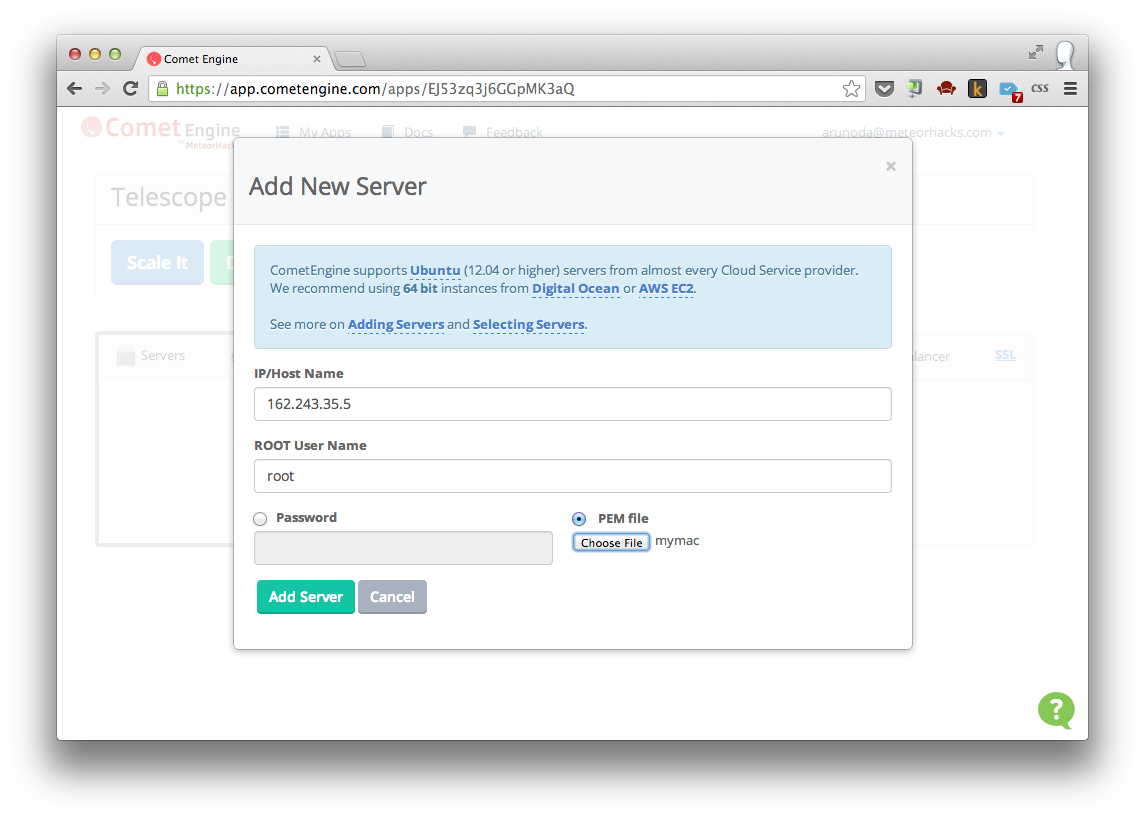 Comet Engine
https://app.cometengine.com/apps/EJ53zq3j6GGpMK3aQ
7
css
Comet Engine
by MeteorHac
My Apps Docs Feedback
arunoda@meteorhacks.com
Telescope
Scale It D
Servers
alancer
SSL
Add New Server
×
CometEngine supports Ubuntu (12.04 or higher) servers from almost every Cloud Service provider.
We recommend using 64 bit instances from Digital Ocean or AWS EC2.
See more on Adding Servers and Selecting Servers.
IP/Host Name
162.243.35.5
ROOT User Name
root
Password
PEM file
Choose File mymac
Add Server Cancel
?